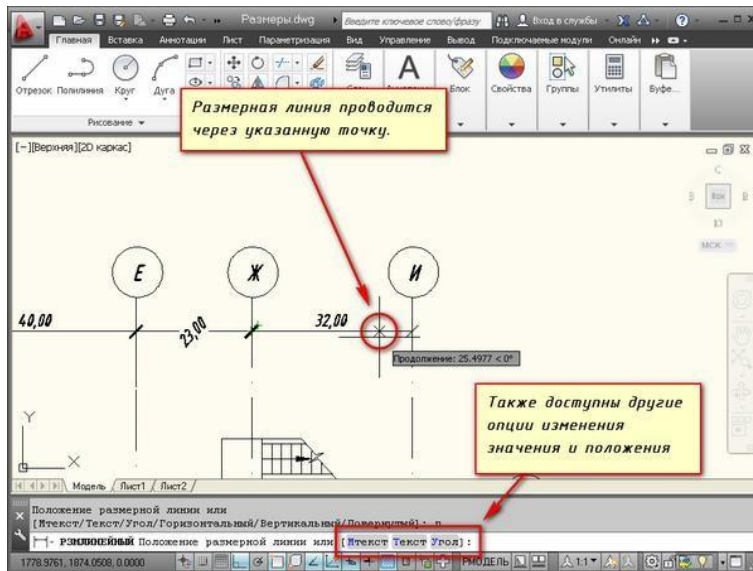 Размеры.dwg
Введите ключевое слово/фразу
Вход в службы
Главная Вставка Аннотации Лист Параметризация Вид Управление Вывод Подключаемые модули Онлайн
Отрезок Полилиния Круг Дуга
Блок Свойства Группы Утилиты Буфе...
Рисование
Размерная линия проводится
через указанную точку.
[−][Верхняя][2D каркас]
С
В
Верх
В
Ю
МСК
Е Ж И
40,00
23,00
32,00
Продолжение: 25.4977 < 0°
Также доступны другие
опции изменения
значения и положения
Y
X
Модель Лист1 Лист2
Положение размерной линии или
[Мтекст/Текст/Угол/Горизонтальный/Вертикальный/Повернутый]: п
РЗМЛИНЕЙНЫЙ Положение размерной линии или [Мтекст Текст Угол]:
1778.9761, 1874.0508, 0.0000
РМОДЕЛЬ
1:1